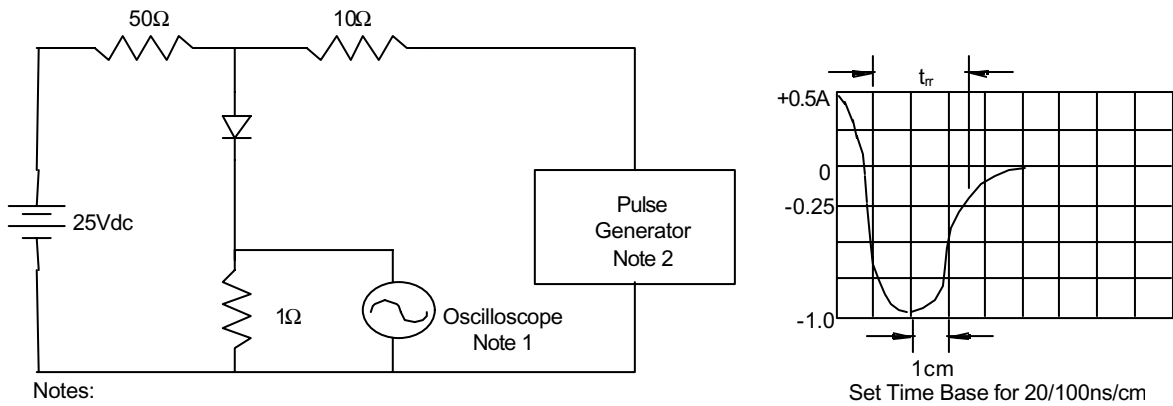 50Ω
10Ω
25Vdc
1Ω
Oscilloscope
Note 1
Pulse
Generator
Note 2
Notes:
trr
+0.5A
0
-0.25
-1.0
1cm
Set Time Base for 20/100ns/cm